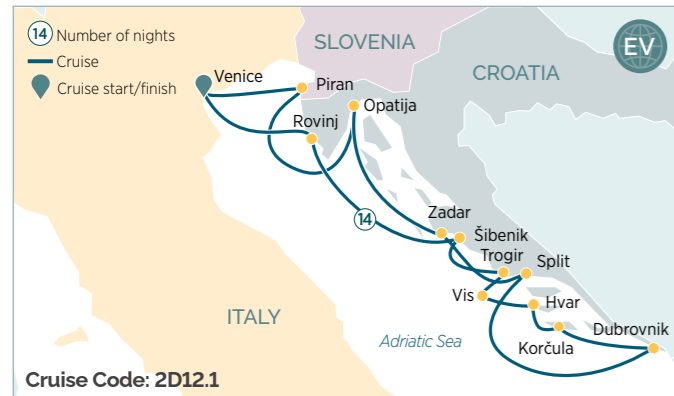 14 Number of nights
Cruise
Cruise start/finish
SLOVENIA
EV
CROATIA
Venice
Piran
Opatija
Rovinj
Zadar
14
Šibenik
Trogir
Split
Vis
Hvar
ITALY
Dubrovnik
Korčula
Adriatic Sea
Cruise Code: 2D12.1